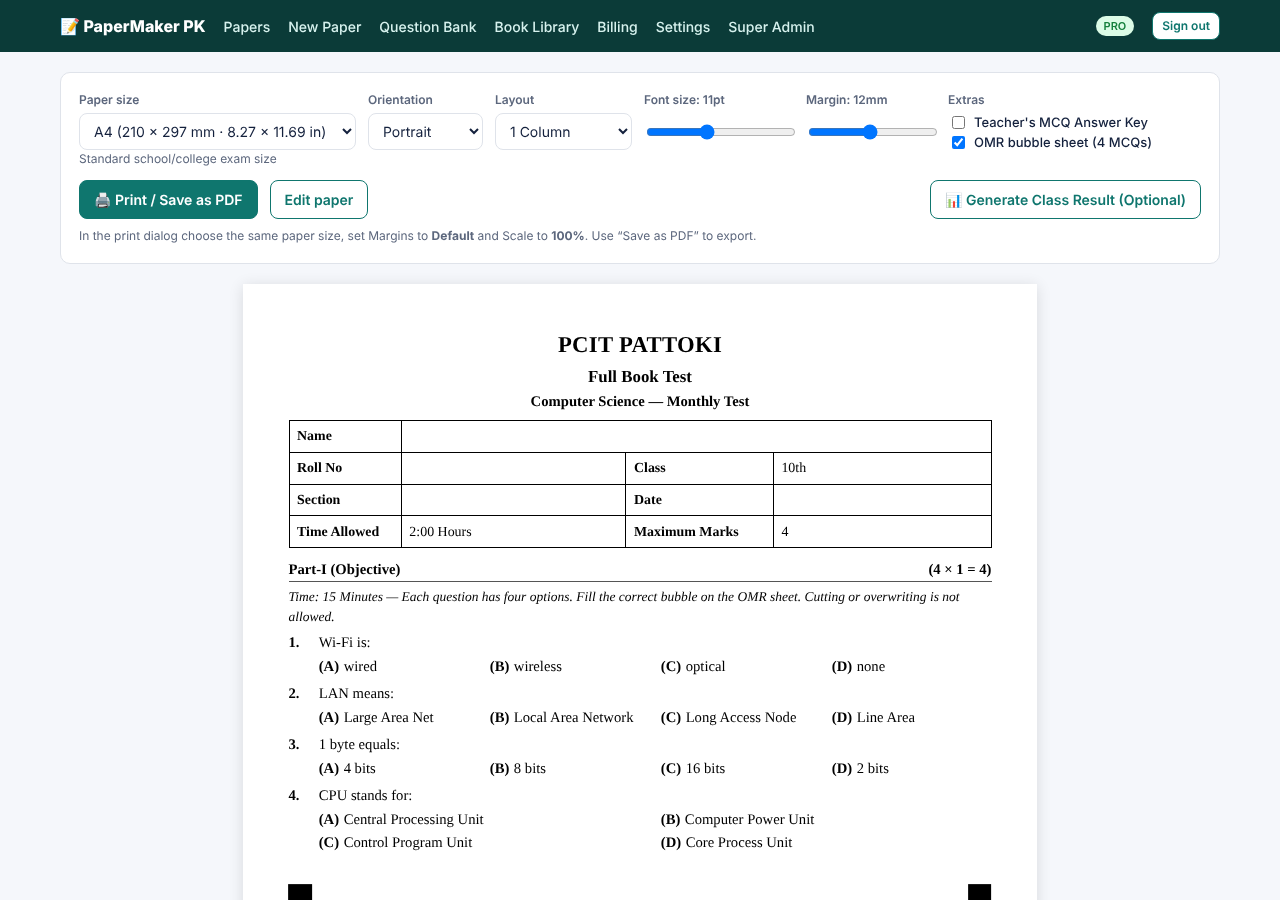 📝 PaperMaker PK Papers New Paper Question Bank Book Library Billing Settings Super Admin PRO Sign out
Paper size Orientation Layout Font size: 11pt Margin: 12mm Extras
A4 (210 × 297 mm · 8.27 × 11.69 in) Portrait 1 Column Teacher's MCQ Answer Key
OMR bubble sheet (4 MCQs)
Standard school/college exam size
🖨️ Print / Save as PDF Edit paper 📊 Generate Class Result (Optional)
In the print dialog choose the same paper size, set Margins to Default and Scale to 100%. Use “Save as PDF” to export.
PCIT PATTOKI
Full Book Test
Computer Science — Monthly Test
Name
Roll No Class 10th
Section Date
Time Allowed 2:00 Hours Maximum Marks 4
Part-I (Objective) (4 × 1 = 4)
Time: 15 Minutes — Each question has four options. Fill the correct bubble on the OMR sheet. Cutting or overwriting is not
allowed.
1. Wi-Fi is:
(A) wired (B) wireless (C) optical (D) none
2. LAN means:
(A) Large Area Net (B) Local Area Network (C) Long Access Node (D) Line Area
3. 1 byte equals:
(A) 4 bits (B) 8 bits (C) 16 bits (D) 2 bits
4. CPU stands for:
(A) Central Processing Unit (B) Computer Power Unit
(C) Control Program Unit (D) Core Process Unit